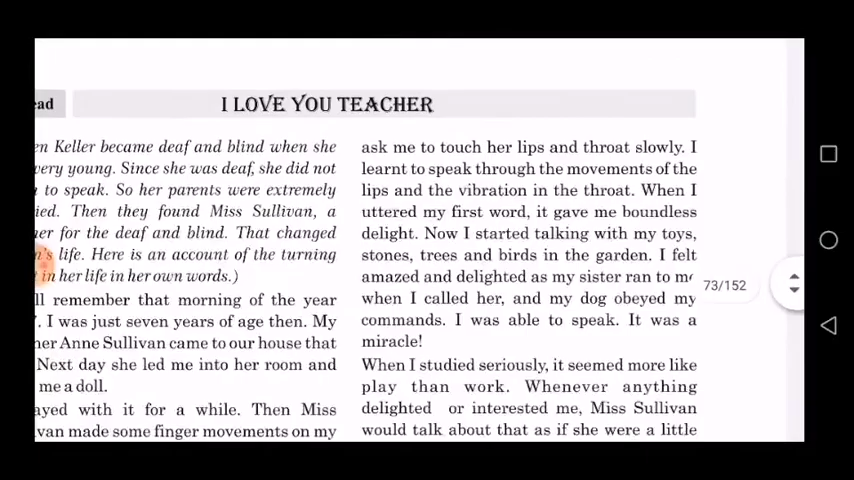 ead
I LOVE YOU TEACHER
en Keller became deaf and blind when she
very young. Since she was deaf, she did not
to speak. So her parents were extremely
ied. Then they found Miss Sullivan, a
er for the deaf and blind. That changed
n's life. Here is an account of the turning
in her life in her own words.)
ll remember that morning of the year
I was just seven years of age then. My
her Anne Sullivan came to our house that
Next day she led me into her room and
me a doll.
ayed with it for a while. Then Miss
van made some finger movements on my
ask me to touch her lips and throat slowly. I
learnt to speak through the movements of the
lips and the vibration in the throat. When I
uttered my first word, it gave me boundless
delight. Now I started talking with my toys,
stones, trees and birds in the garden. I felt
amazed and delighted as my sister ran to me
when I called her, and my dog obeyed my
commands. I was able to speak. It was a
miracle!
When I studied seriously, it seemed more like
play than work. Whenever anything
delighted or interested me, Miss Sullivan
would talk about that as if she were a little
73/152